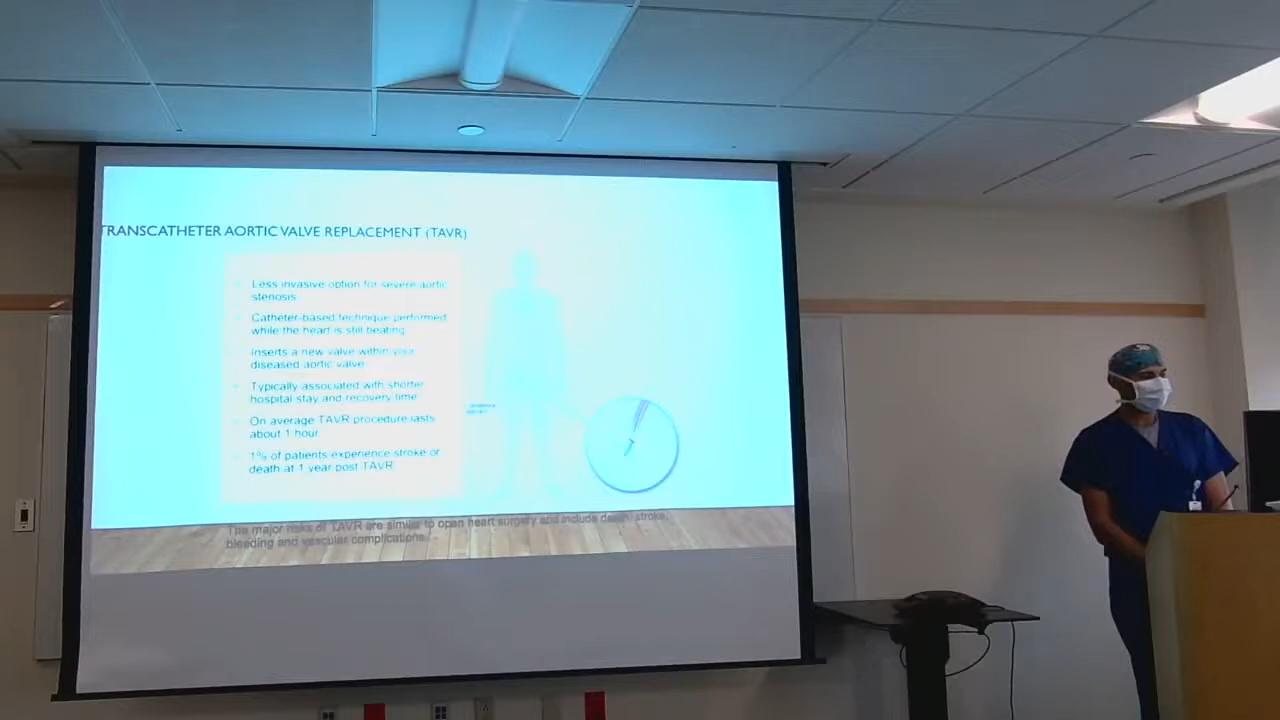 TRANSCATHETER AORTIC VALVE REPLACEMENT (TAVR)
Less invasive option for severe aortic
stenosis
Catheter-based technique performed
while the heart is still beating
Inserts a new valve within your
diseased aortic valve
Typically associated with shorter
hospital stay and recovery time
On average TAVR procedure lasts
about 1 hour
1% of patients experience stroke or
death at 1 year post TAVR
The major risks of TAVR are similar to open heart surgery and include death, stroke,
bleeding and vascular complications.